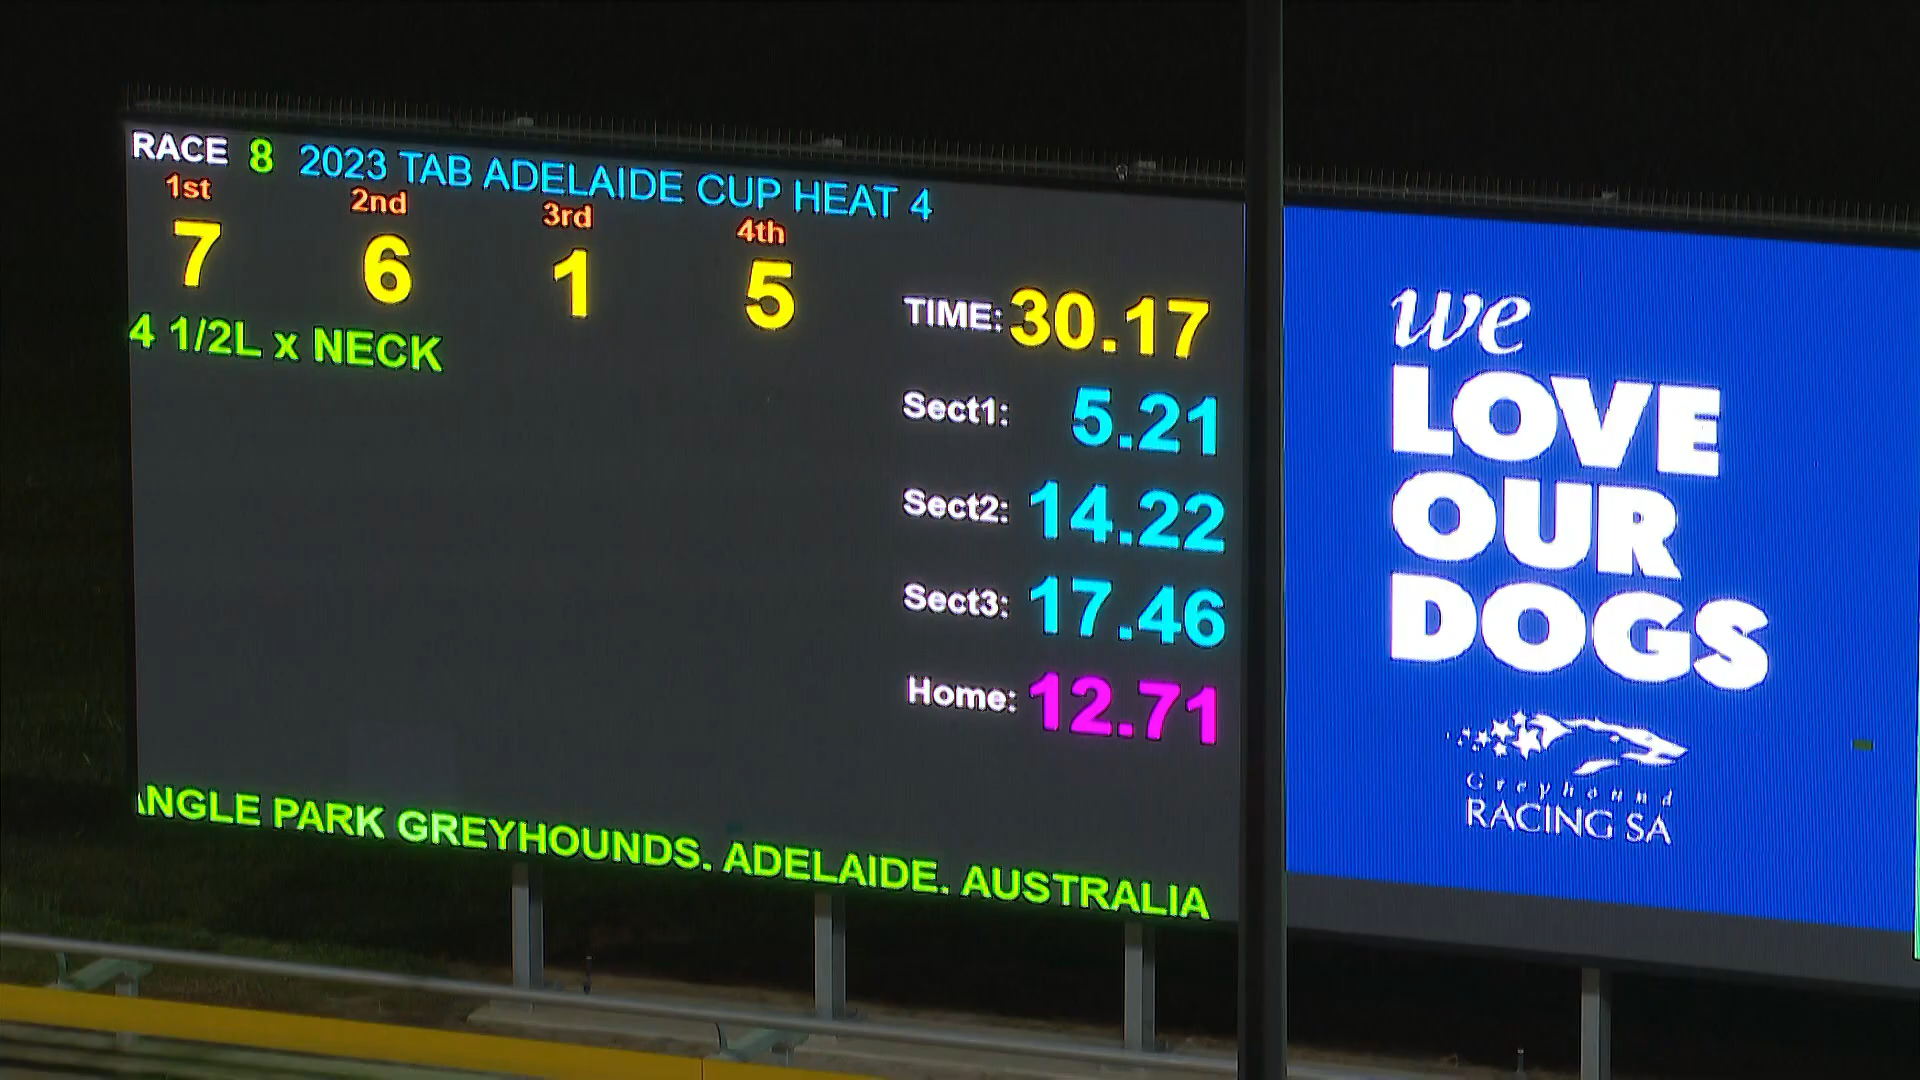 RACE 8 2023 TAB ADELAIDE CUP HEAT 4
1st 2nd 3rd 4th
7 6 1 5
4 1/2L x NECK
TIME: 30.17
Sect1: 5.21
Sect2: 14.22
Sect3: 17.46
Home: 12.71
ANGLE PARK GREYHOUNDS. ADELAIDE. AUSTRALIA
we
LOVE
OUR
DOGS
Greyhound
RACING SA